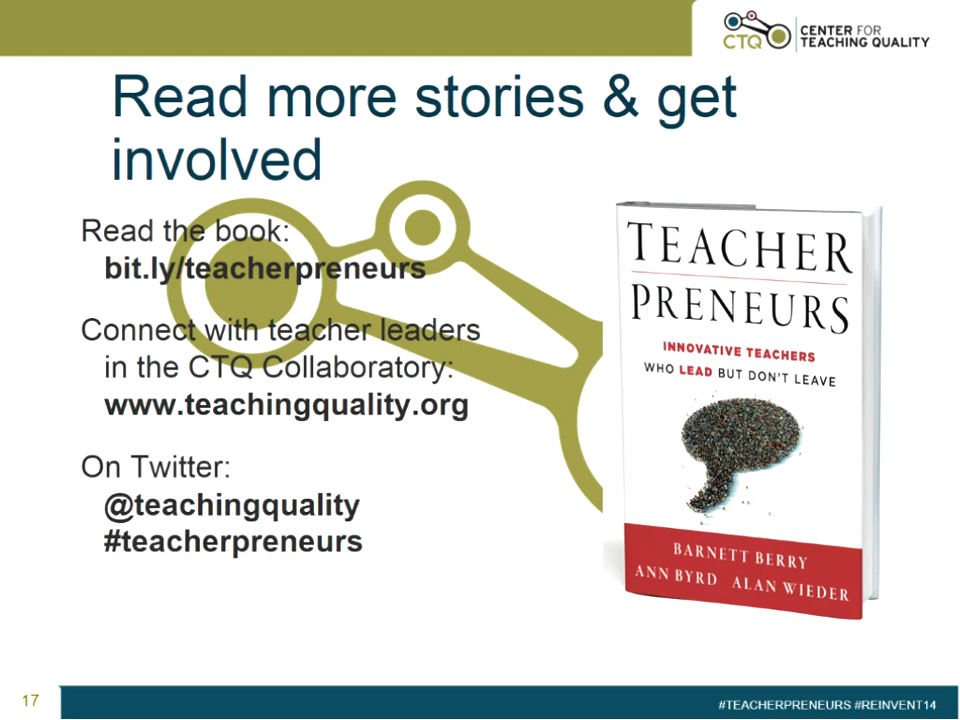 CTQ
CENTER FOR
TEACHING QUALITY
Read more stories & get
involved
Read the book:
bit.ly/teacherpreneurs
Connect with teacher leaders
in the CTQ Collaboratory:
www.teachingquality.org
On Twitter:
@teachingquality
#teacherpreneurs
TEACHER
PRENEURS
INNOVATIVE TEACHERS
WHO LEAD BUT DON'T LEAVE
BARNETT BERRY
ANN BYRD ALAN WIEDER
17
#TEACHERPRENEURS #REINVENT14